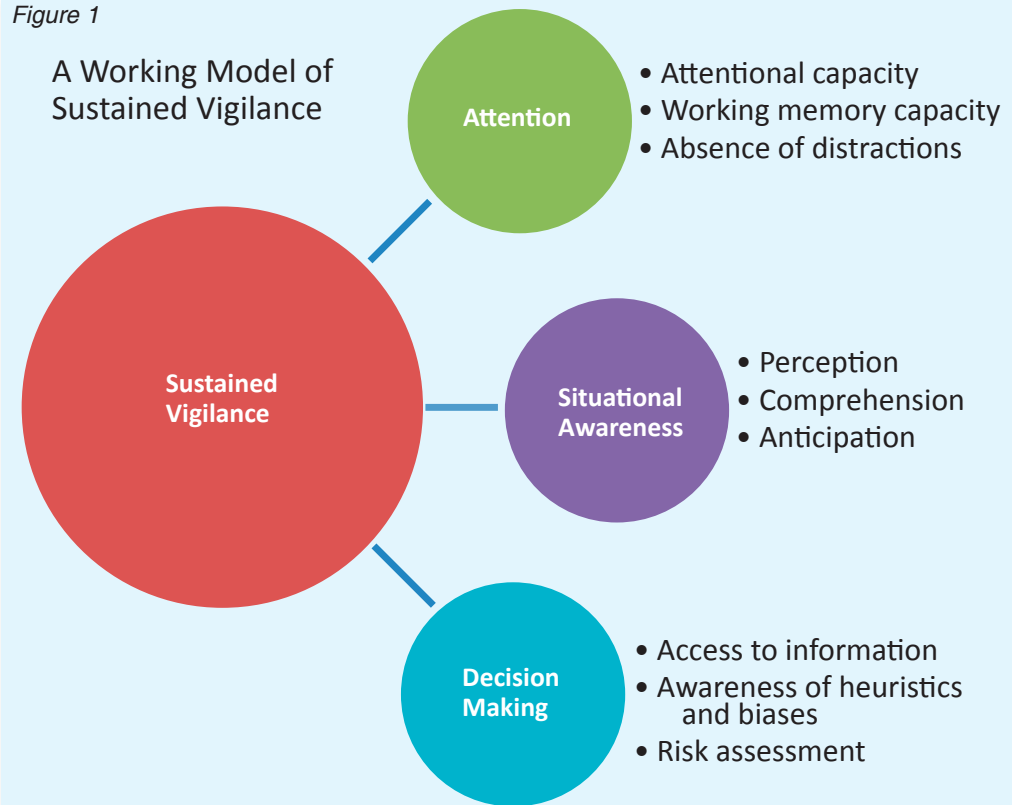 Figure 1
A Working Model of
Sustained Vigilance
Attention
• Attentional capacity
• Working memory capacity
• Absence of distractions
Sustained
Vigilance
Situational
Awareness
• Perception
• Comprehension
• Anticipation
Decision
Making
• Access to information
• Awareness of heuristics
and biases
• Risk assessment